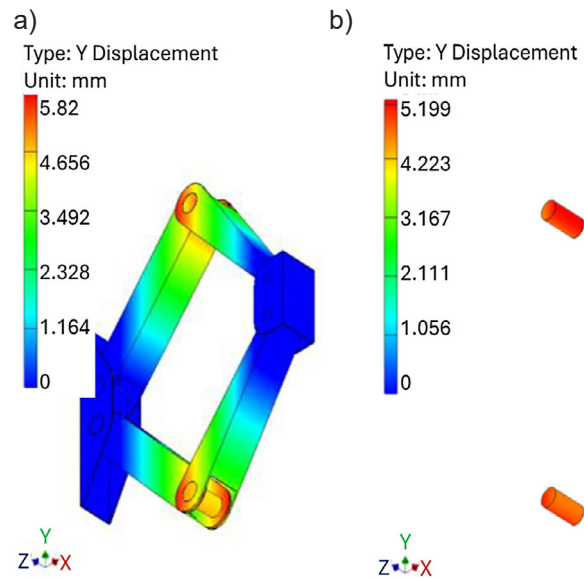 a)
Type: Y Displacement
Unit: mm
5.82
4.656
3.492
2.328
1.164
0
Y
Z X
b)
Type: Y Displacement
Unit: mm
5.199
4.223
3.167
2.111
1.056
0
Y
Z X